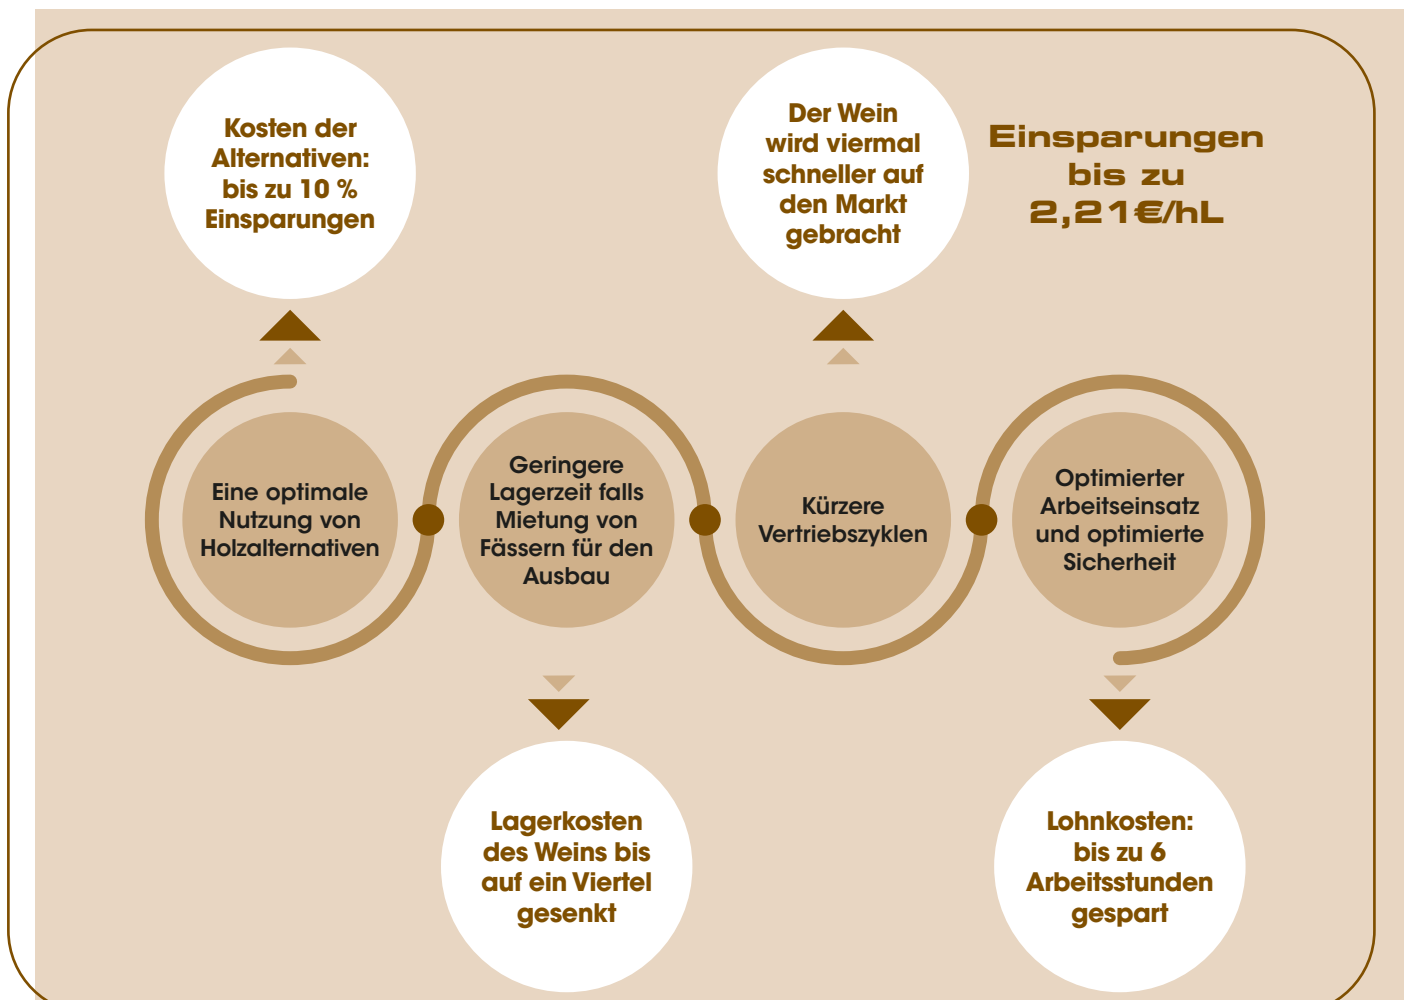 Kosten der
Alternativen:
bis zu 10 %
Einsparungen
Der Wein
wird viermal
schneller auf
den Markt
gebracht
Einsparungen
bis zu
2,21€/hL
Eine optimale
Nutzung von
Holzalternativen
Geringere
Lagerzeit falls
Mietung von
Fässern für den
Ausbau
Kürzere
Vertriebszyklen
Optimierter
Arbeitseinsatz
und optimierte
Sicherheit
Lagerkosten
des Weins bis
auf ein Viertel
gesenkt
Lohnkosten:
bis zu 6
Arbeitsstunden
gespart